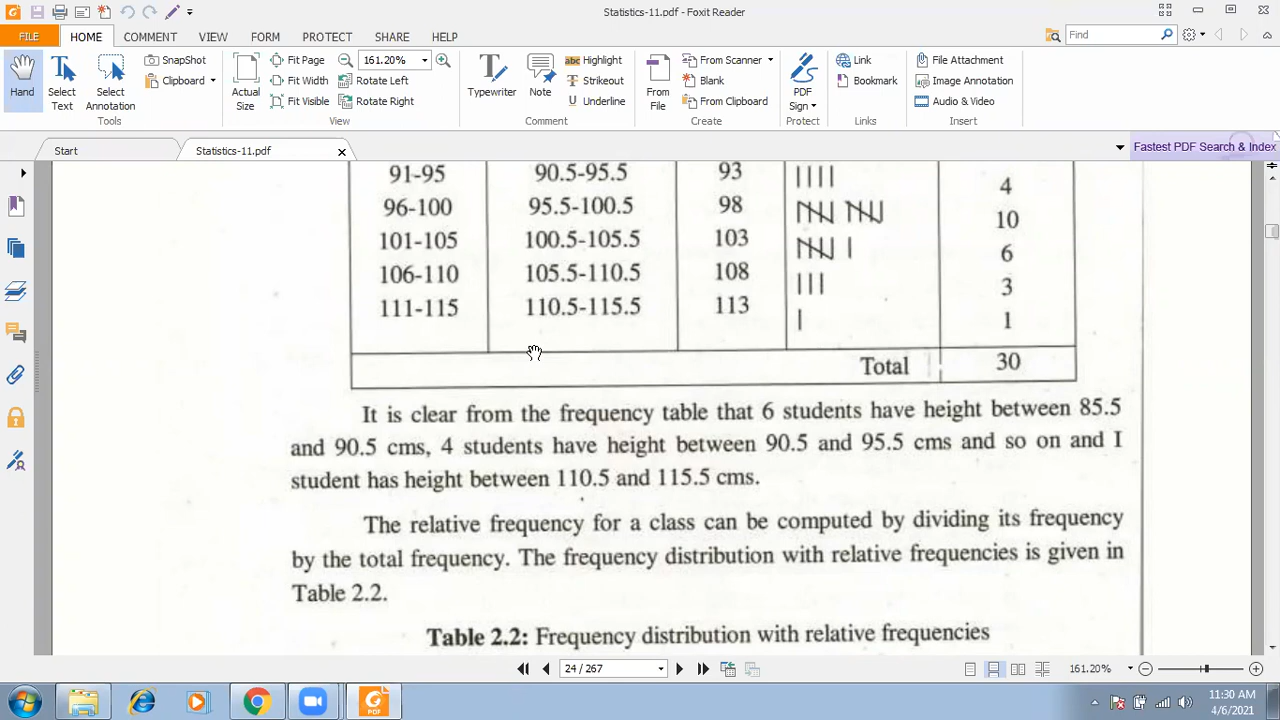 Statistics-11.pdf - Foxit Reader
FILE HOME COMMENT VIEW FORM PROTECT SHARE HELP Find
Hand
Select Text
Select Annotation
SnapShot
Clipboard
Tools
Actual Size
Fit Page
Fit Width
Fit Visible
161.20%
Rotate Left
Rotate Right
View
Typewriter
Note
Highlight
Strikeout
Underline
Comment
From File
From Scanner
Blank
From Clipboard
Create
PDF Sign
Protect
Link
Bookmark
Links
File Attachment
Image Annotation
Audio & Video
Insert
Start Statistics-11.pdf Fastest PDF Search & Index
91-95 90.5-95.5 93 4
96-100 95.5-100.5 98 10
101-105 100.5-105.5 103 6
106-110 105.5-110.5 108 3
111-115 110.5-115.5 113 1
Total 30
It is clear from the frequency table that 6 students have height between 85.5
and 90.5 cms, 4 students have height between 90.5 and 95.5 cms and so on and I
student has height between 110.5 and 115.5 cms.
The relative frequency for a class can be computed by dividing its frequency
by the total frequency. The frequency distribution with relative frequencies is given in
Table 2.2.
Table 2.2: Frequency distribution with relative frequencies
24 / 267 161.20%
11:30 AM
4/6/2021